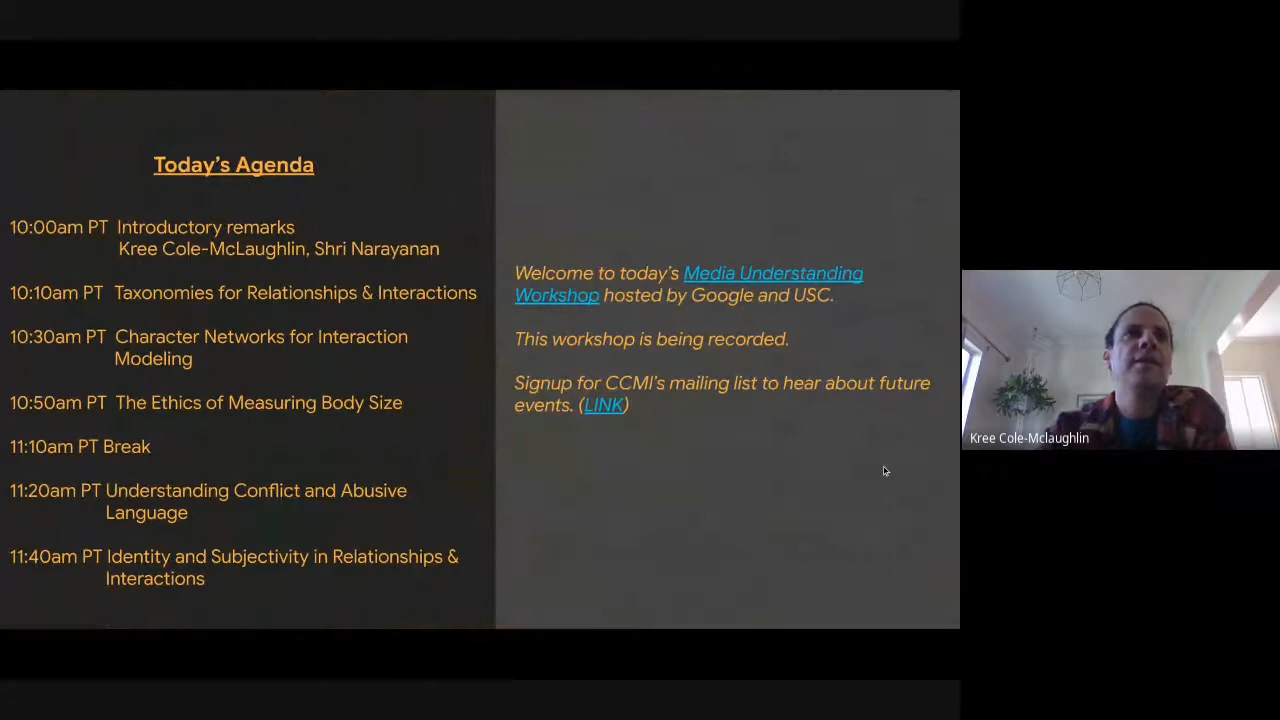 Today's Agenda
10:00am PT Introductory remarks
Kree Cole-McLaughlin, Shri Narayanan
10:10am PT Taxonomies for Relationships & Interactions
10:30am PT Character Networks for Interaction
Modeling
10:50am PT The Ethics of Measuring Body Size
11:10am PT Break
11:20am PT Understanding Conflict and Abusive
Language
11:40am PT Identity and Subjectivity in Relationships &
Interactions
Welcome to today's Media Understanding
Workshop hosted by Google and USC.
This workshop is being recorded.
Signup for CCMI's mailing list to hear about future
events. (LINK)
Kree Cole-Mclaughlin